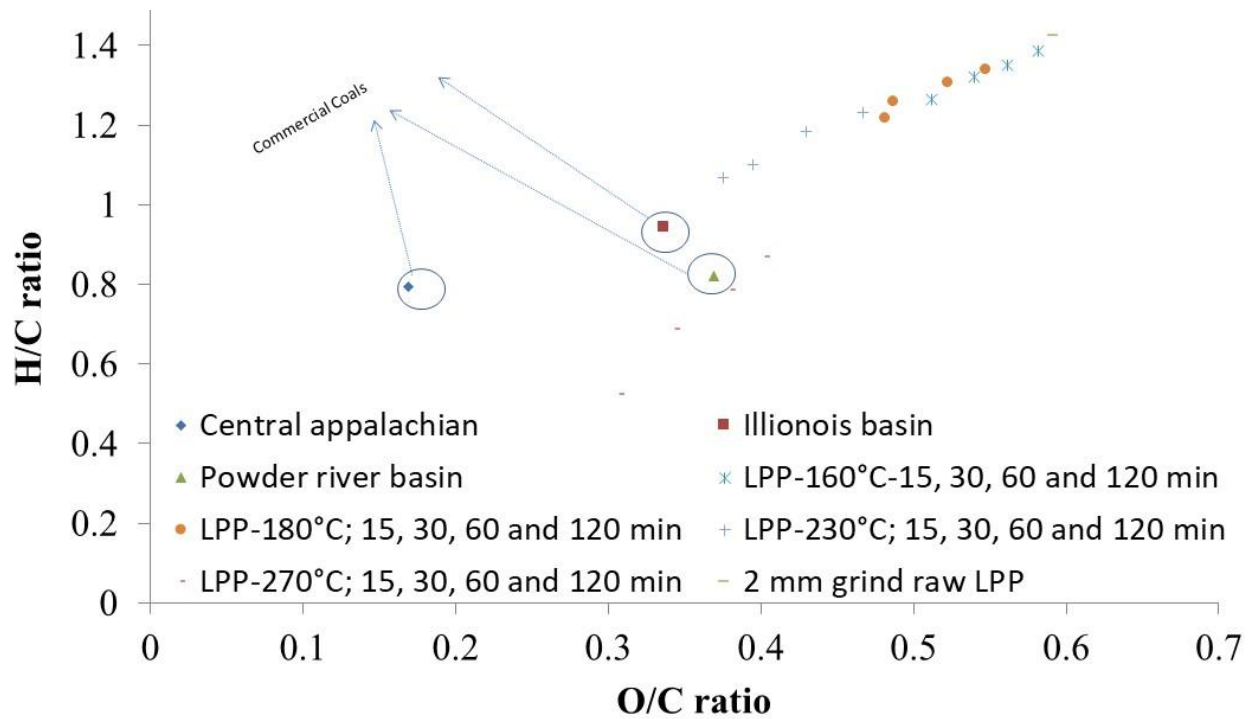 H/C ratio
1.4
1.2
1
0.8
0.6
0.4
0.2
0
Commercial Coals
Central appalachian
Illionois basin
Powder river basin
LPP-160°C-15, 30, 60 and 120 min
LPP-180°C; 15, 30, 60 and 120 min
LPP-230°C; 15, 30, 60 and 120 min
LPP-270°C; 15, 30, 60 and 120 min
2 mm grind raw LPP
0 0.1 0.2 0.3 0.4 0.5 0.6 0.7
O/C ratio